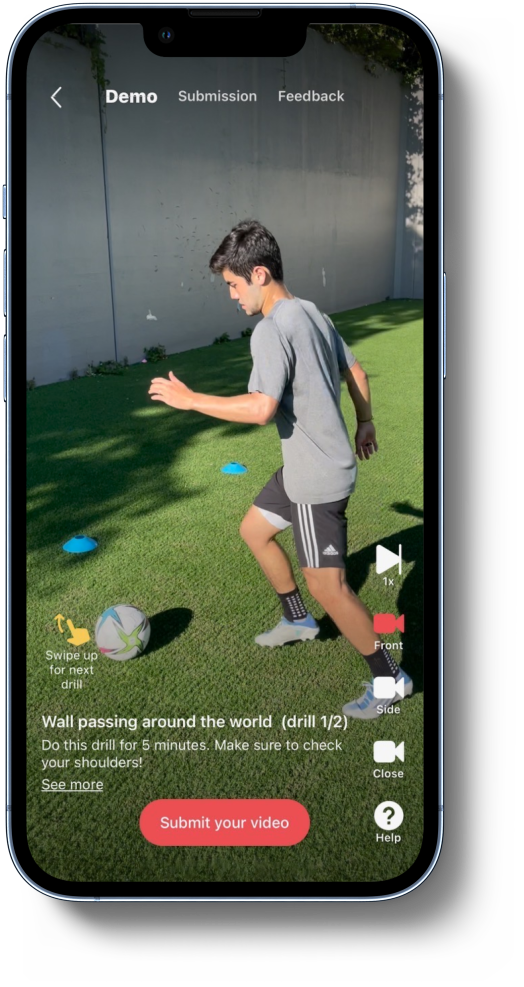 Demo Submission Feedback
1x
Front
Swipe up
for next
drill
Side
Wall passing around the world (drill 1/2)
Do this drill for 5 minutes. Make sure to check
your shoulders!
See more
Close
Submit your video
Help